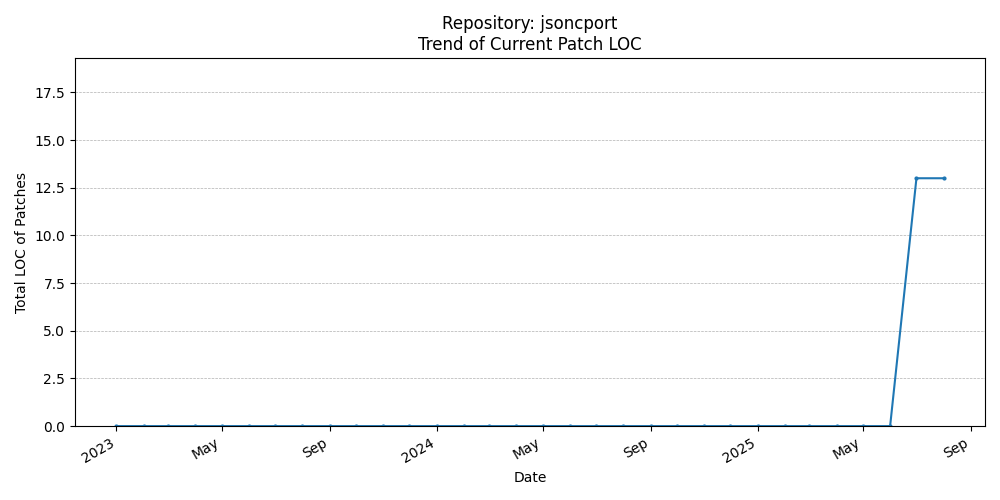 Repository: jsoncport
Trend of Current Patch LOC
Total LOC of Patches
17.5
15.0
12.5
10.0
7.5
5.0
2.5
0.0
2023
May
Sep
2024
May
Sep
2025
May
Sep
Date